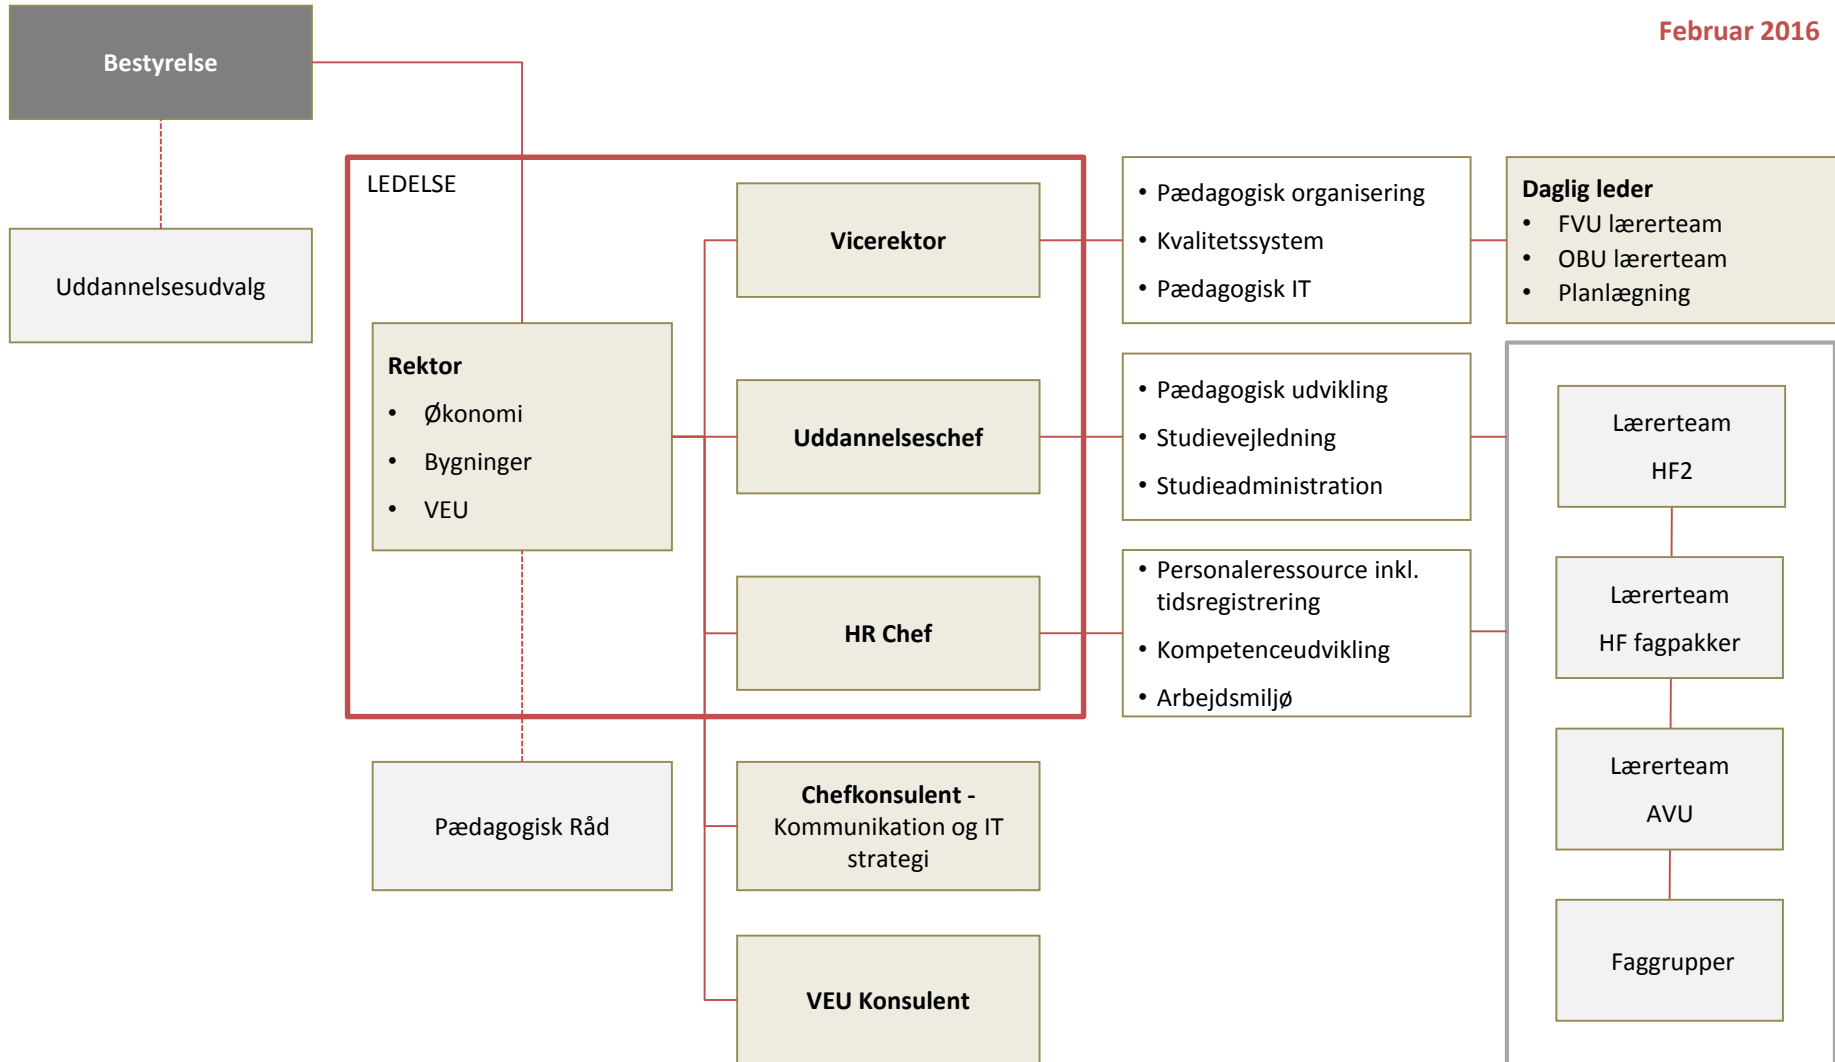 Februar 2016
Bestyrelse
Uddannelsesudvalg
LEDELSE
Rektor
• Økonomi
• Bygninger
• VEU
Pædagogisk Råd
Vicerektor
Uddannelseschef
HR Chef
Chefkonsulent -
Kommunikation og IT
strategi
VEU Konsulent
• Pædagogisk organisering
• Kvalitetssystem
• Pædagogisk IT
• Pædagogisk udvikling
• Studievejledning
• Studieadministration
• Personaleressource inkl.
tidsregistrering
• Kompetenceudvikling
• Arbejdsmiljø
Daglig leder
• FVU lærerteam
• OBU lærerteam
• Planlægning
Lærerteam
HF2
Lærerteam
HF fagpakker
Lærerteam
AVU
Faggrupper